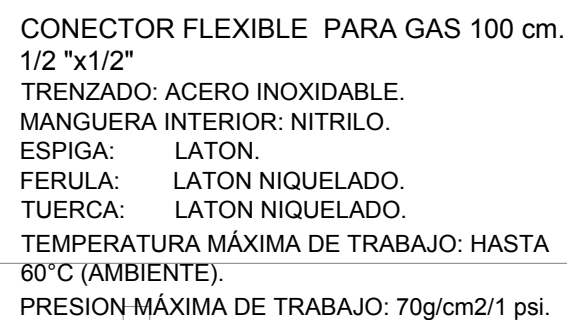 CONECTOR FLEXIBLE PARA GAS 100 cm.
1/2 "x1/2"
TRENZADO: ACERO INOXIDABLE.
MANGUERA INTERIOR: NITRILO.
ESPIGA: LATON.
FERULA: LATON NIQUELADO.
TUERCA: LATON NIQUELADO.
TEMPERATURA MÁXIMA DE TRABAJO: HASTA
60°C (AMBIENTE).
PRESION MÁXIMA DE TRABAJO: 70g/cm2/1 psi.